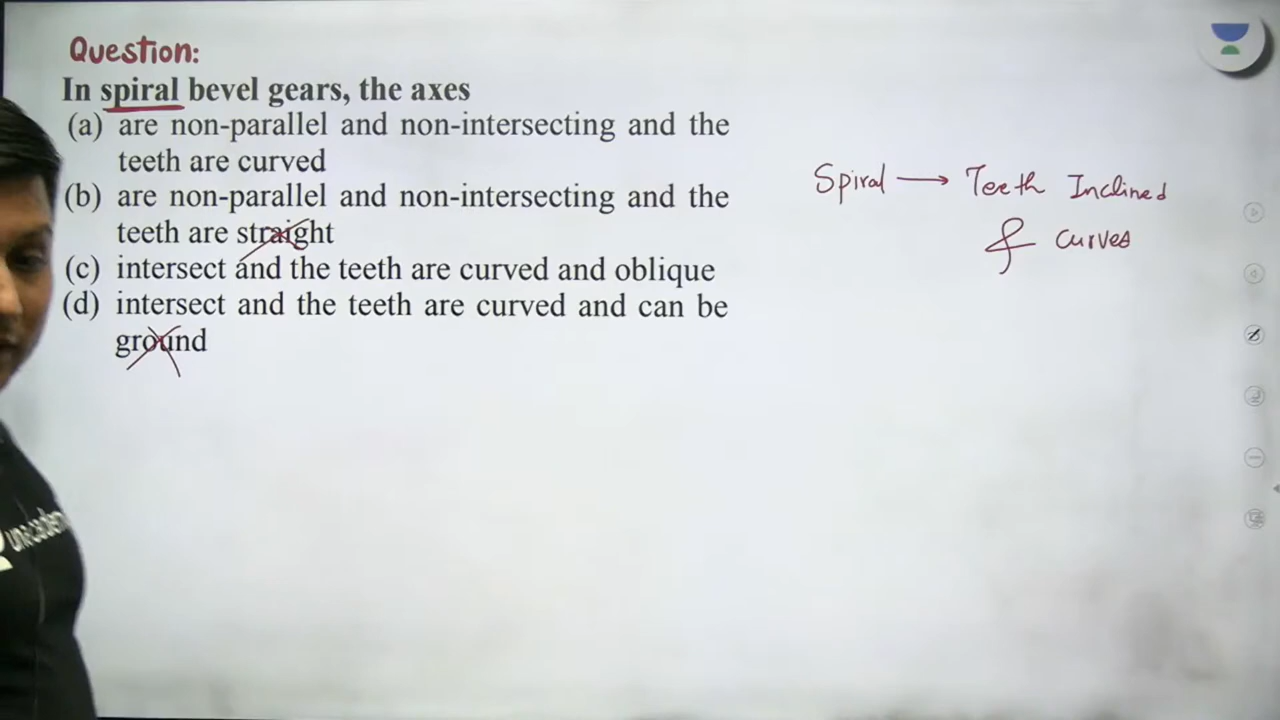 Question:
In spiral bevel gears, the axes
(a) are non-parallel and non-intersecting and the
teeth are curved
(b) are non-parallel and non-intersecting and the
teeth are straight
(c) intersect and the teeth are curved and oblique
(d) intersect and the teeth are curved and can be
ground
Spiral → Teeth Inclined
& curves
unacadem